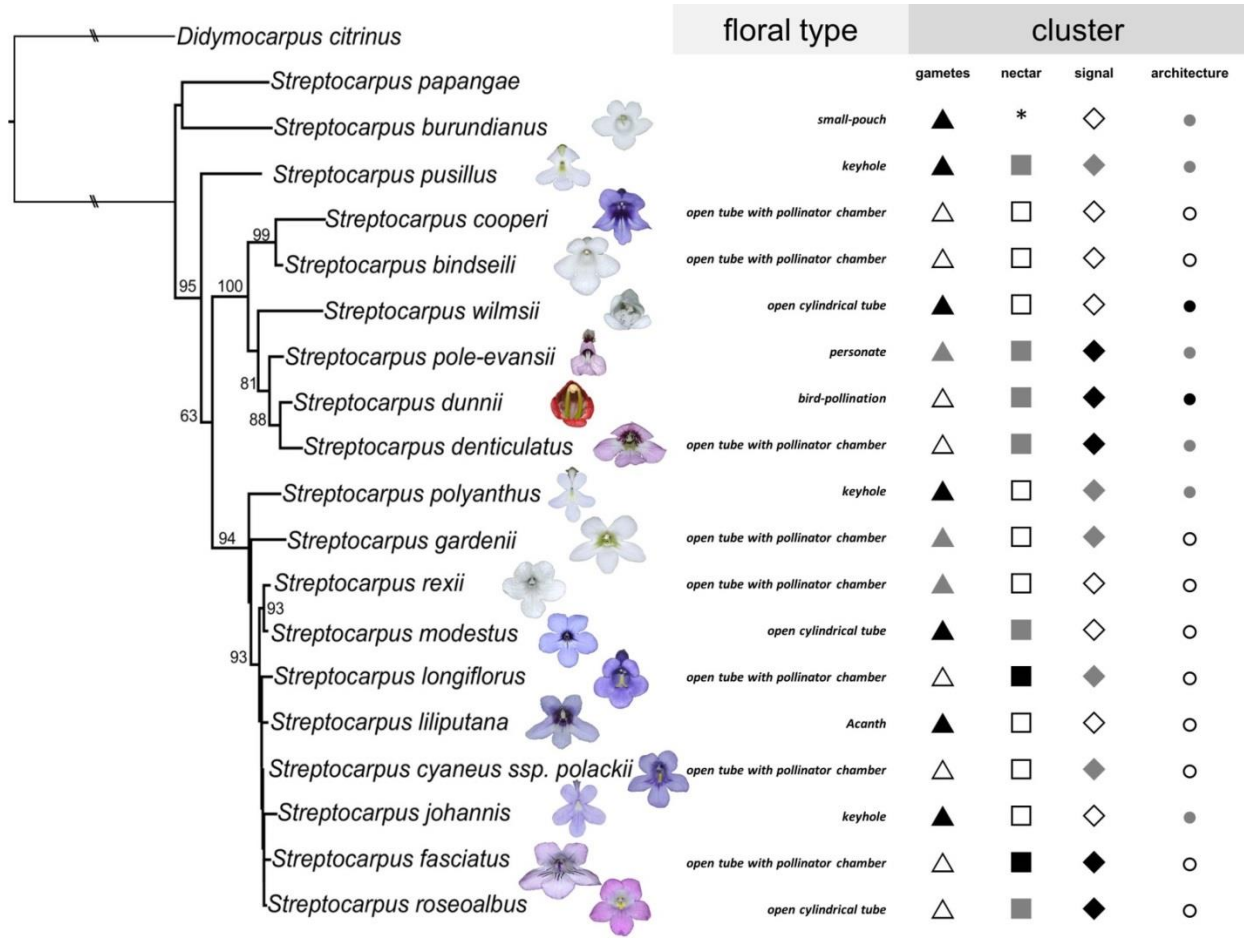 floral type cluster
gametes nectar signal architecture
Didymocarpus citrinus
Streptocarpus papangae
Streptocarpus burundianus small-pouch *
Streptocarpus pusillus keyhole
Streptocarpus cooperi open tube with pollinator chamber
99
Streptocarpus bindseili open tube with pollinator chamber
95 100
Streptocarpus wilmsii open cylindrical tube
Streptocarpus pole-evansii personate
81
Streptocarpus dunnii bird-pollination
63 88
Streptocarpus denticulatus open tube with pollinator chamber
Streptocarpus polyanthus keyhole
94
Streptocarpus gardenii open tube with pollinator chamber
Streptocarpus rexii open tube with pollinator chamber
93
Streptocarpus modestus open cylindrical tube
93
Streptocarpus longiflorus open tube with pollinator chamber
Streptocarpus liliputana Acanth
Streptocarpus cyaneus ssp. polackii open tube with pollinator chamber
Streptocarpus johannis keyhole
Streptocarpus fasciatus open tube with pollinator chamber
Streptocarpus roseoalbus open cylindrical tube